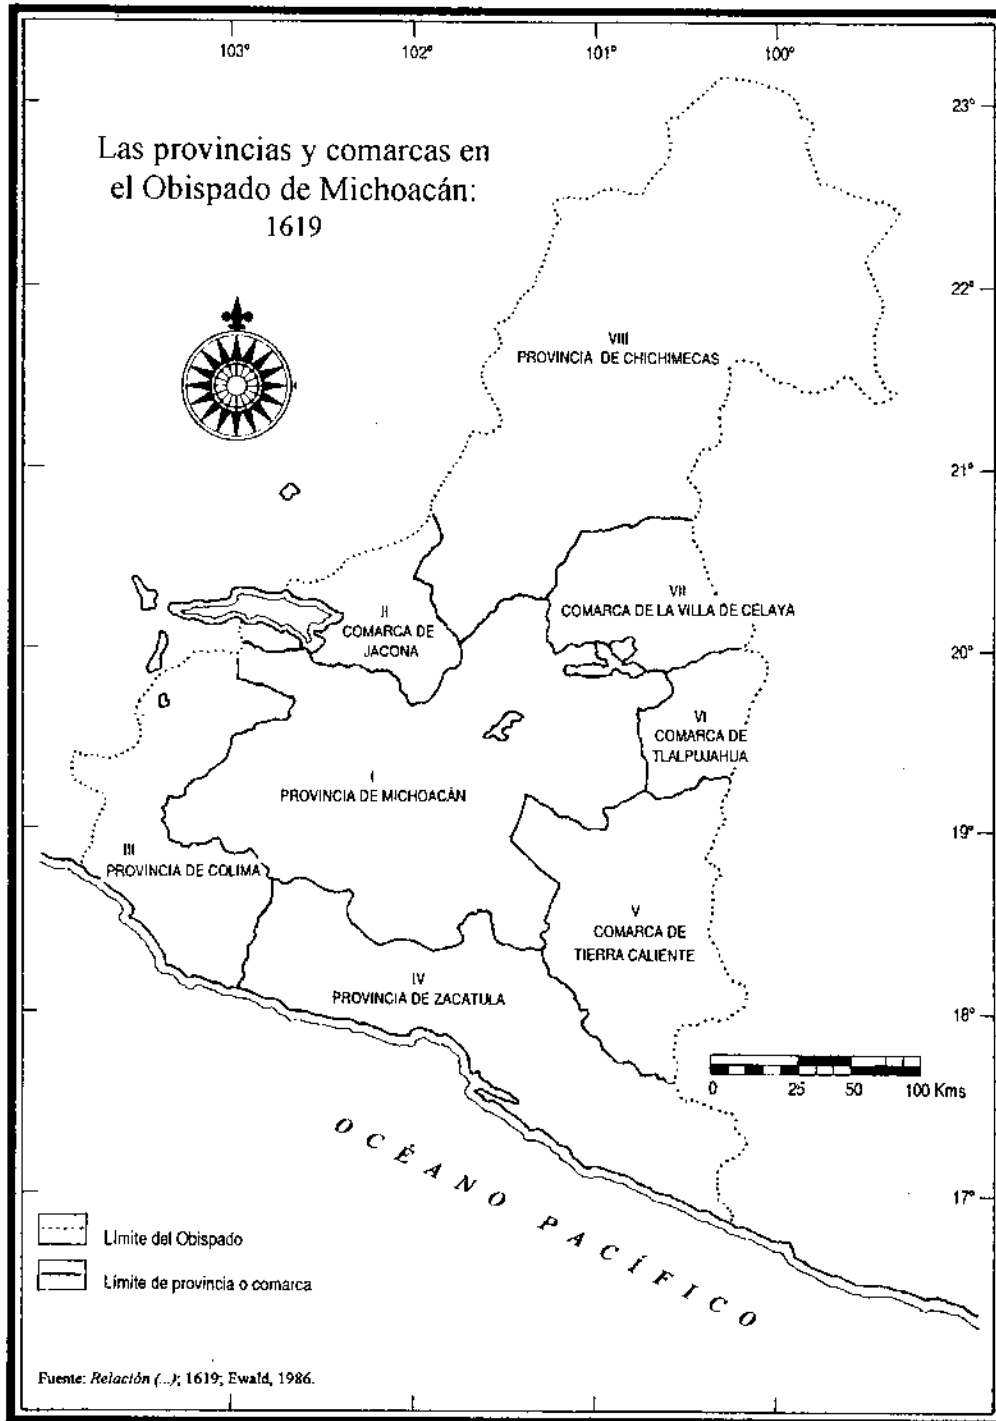 103°
102°
101°
100°
23°
Las provincias y comarcas en
el Obispado de Michoacán:
1619
22°
VIII
PROVINCIA DE CHICHIMECAS
21°
VII
COMARCA DE LA VILLA DE CELAYA
II
COMARCA DE
JACONA
20°
VI
COMARCA DE
TLALPUJAHUA
I
PROVINCIA DE MICHOACÁN
19°
III
PROVINCIA DE COLIMA
V
COMARCA DE
TIERRA CALIENTE
IV
PROVINCIA DE ZACATULA
18°
0 25 50 100 Kms
OCÉANO PACÍFICO
17°
Límite del Obispado
Límite de provincia o comarca
Fuente: Relación (...); 1619; Ewald, 1986.